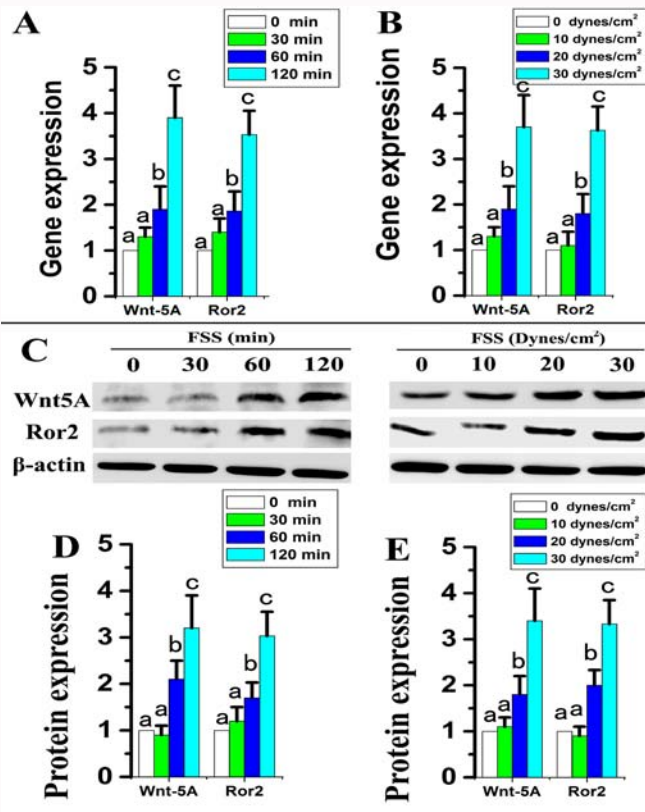 A
0 min
30 min
60 min
120 min
Gene expression
5
4
3
2
1
0
a a b c
a a b c
Wnt-5A Ror2
B
0 dynes/cm²
10 dynes/cm²
20 dynes/cm²
30 dynes/cm²
Gene expression
5
4
3
2
1
0
a a b c
a a b c
Wnt-5A Ror2
C
FSS (min) FSS (Dynes/cm²)
0 30 60 120 0 10 20 30
Wnt5A
Ror2
β-actin
D
0 min
30 min
60 min
120 min
Protein expression
5
4
3
2
1
0
a a b c
a a b c
Wnt-5A Ror2
E
0 dynes/cm²
10 dynes/cm²
20 dynes/cm²
30 dynes/cm²
Protein expression
5
4
3
2
1
0
a a b c
a a b c
Wnt-5A Ror2